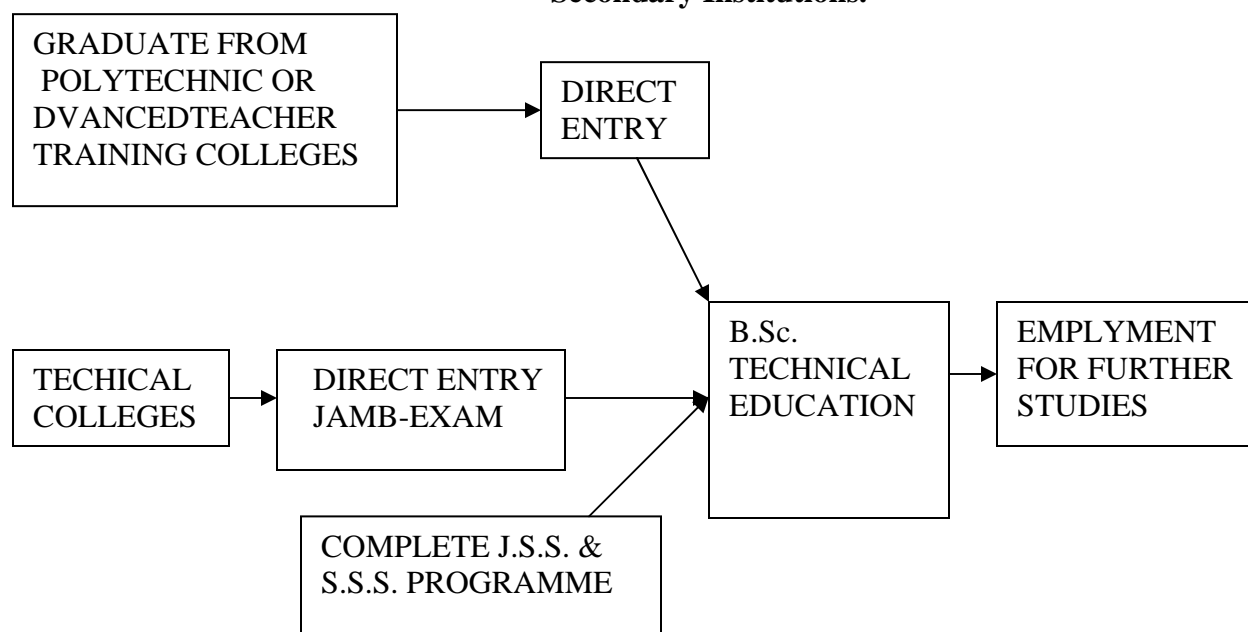 Secondary Institutions.
GRADUATE FROM
POLYTECHNIC OR
DVANCEDTEACHER
TRAINING COLLEGES
DIRECT
ENTRY
TECHICAL
COLLEGES
DIRECT ENTRY
JAMB-EXAM
B.Sc.
TECHNICAL
EDUCATION
EMPLYMENT
FOR FURTHER
STUDIES
COMPLETE J.S.S. &
S.S.S. PROGRAMME